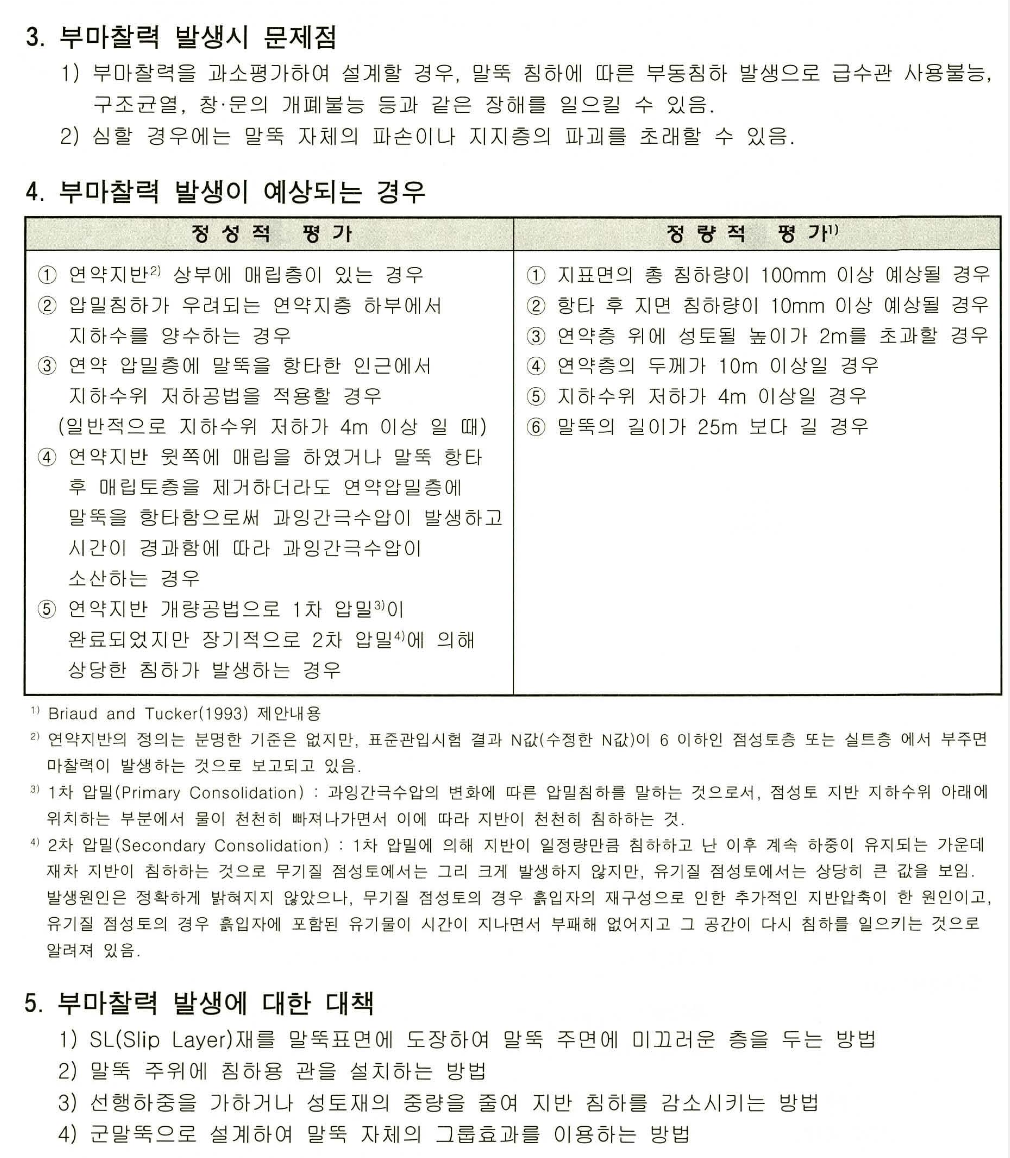 3. 부마찰력 발생시 문제점
1) 부마찰력을 과소평가하여 설계할 경우, 말뚝 침하에 따른 부동침하 발생으로 급수관 사용불능,
구조균열, 창·문의 개폐불능 등과 같은 장해를 일으킬 수 있음.
2) 심할 경우에는 말뚝 자체의 파손이나 지지층의 파괴를 초래할 수 있음.
4. 부마찰력 발생이 예상되는 경우
정성적 평가
① 연약지반2) 상부에 매립층이 있는 경우
② 압밀침하가 우려되는 연약지층 하부에서
지하수를 양수하는 경우
③ 연약 압밀층에 말뚝을 항타한 인근에서
지하수위 저하공법을 적용할 경우
(일반적으로 지하수위 저하가 4m 이상 일 때)
④ 연약지반 윗쪽에 매립을 하였거나 말뚝 항타
후 매립토층을 제거하더라도 연약압밀층에
말뚝을 항타함으로써 과잉간극수압이 발생하고
시간이 경과함에 따라 과잉간극수압이
소산하는 경우
⑤ 연약지반 개량공법으로 1차 압밀3)이
완료되었지만 장기적으로 2차 압밀4)에 의해
상당한 침하가 발생하는 경우
정량적 평가1)
① 지표면의 총 침하량이 100mm 이상 예상될 경우
② 항타 후 지면 침하량이 10mm 이상 예상될 경우
③ 연약층 위에 성토될 높이가 2m를 초과할 경우
④ 연약층의 두께가 10m 이상일 경우
⑤ 지하수위 저하가 4m 이상일 경우
⑥ 말뚝의 길이가 25m 보다 길 경우
1) Briaud and Tucker(1993) 제안내용
2) 연약지반의 정의는 분명한 기준은 없지만, 표준관입시험 결과 N값(수정한 N값)이 6 이하인 점성토층 또는 실트층 에서 부주면
마찰력이 발생하는 것으로 보고되고 있음.
3) 1차 압밀(Primary Consolidation) : 과잉간극수압의 변화에 따른 압밀침하를 말하는 것으로서, 점성토 지반 지하수위 아래에
위치하는 부분에서 물이 천천히 빠져나가면서 이에 따라 지반이 천천히 침하하는 것.
4) 2차 압밀(Secondary Consolidation) : 1차 압밀에 의해 지반이 일정량만큼 침하하고 난 이후 계속 하중이 유지되는 가운데
재차 지반이 침하하는 것으로 무기질 점성토에서는 그리 크게 발생하지 않지만, 유기질 점성토에서는 상당히 큰 값을 보임.
발생원인은 정확하게 밝혀지지 않았으나, 무기질 점성토의 경우 흙입자의 재구성으로 인한 추가적인 지반압축이 한 원인이고,
유기질 점성토의 경우 흙입자에 포함된 유기물이 시간이 지나면서 부패해 없어지고 그 공간이 다시 침하를 일으키는 것으로
알려져 있음.
5. 부마찰력 발생에 대한 대책
1) SL(Slip Layer)재를 말뚝표면에 도장하여 말뚝 주면에 미끄러운 층을 두는 방법
2) 말뚝 주위에 침하용 관을 설치하는 방법
3) 선행하중을 가하거나 성토재의 중량을 줄여 지반 침하를 감소시키는 방법
4) 군말뚝으로 설계하여 말뚝 자체의 그룹효과를 이용하는 방법